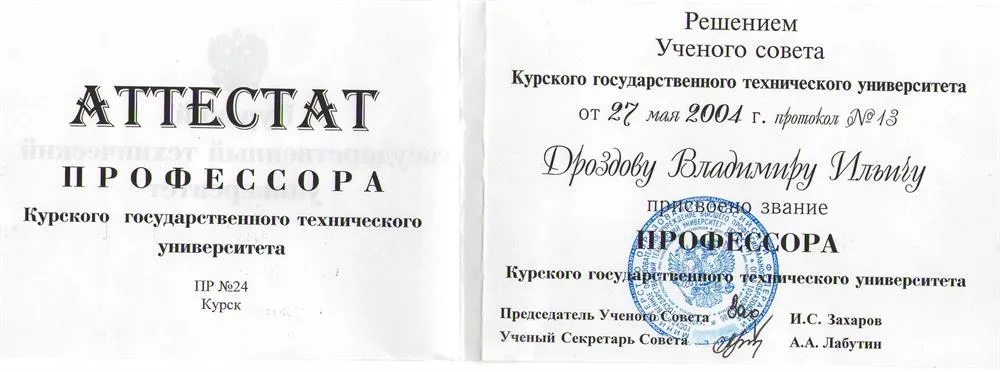 АТТЕСТАТ
ПРОФЕССОРА
Курского государственного технического
университета
ПР №24
Курск
Решением
Ученого совета
Курского государственного технического университета
от 27 мая 2004 г. протокол №13
Дроздову Владимиру Ильичу
присвоено звание
ПРОФЕССОРА
Курского государственного технического университета
Председатель Ученого Совета И.С. Захаров
Ученый Секретарь Совета А.А. Лабутин